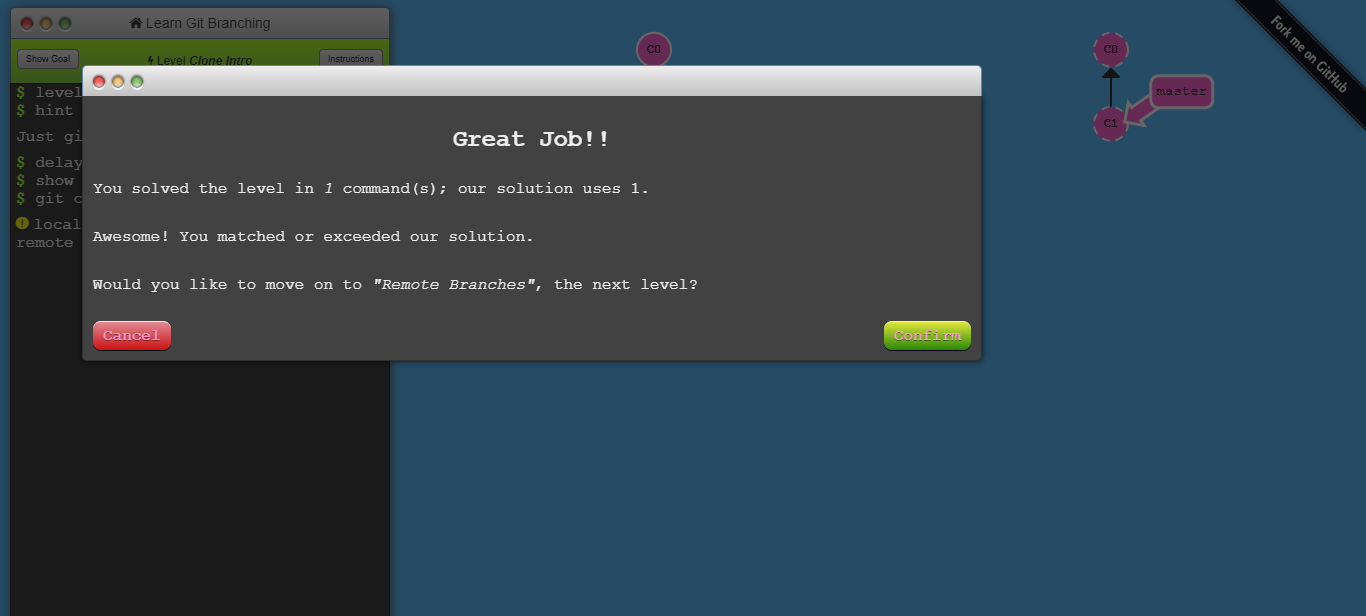 Learn Git Branching
Show Goal
Level Clone Intro
Instructions
$ level
$ hint
Just gi
$ delay
$ show
$ git c
local
remote
Great Job!!
You solved the level in 1 command(s); our solution uses 1.
Awesome! You matched or exceeded our solution.
Would you like to move on to "Remote Branches", the next level?
Cancel
Confirm
C0
C0
master
C1
Fork me on GitHub